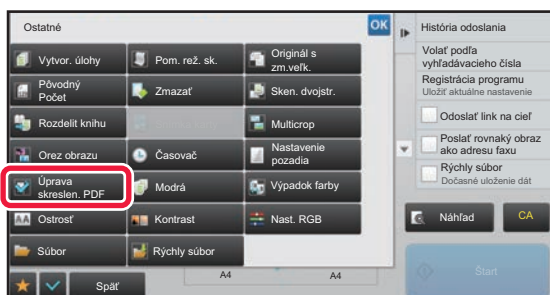 Ostatné
OK
Vytvor. úlohy
Pom. rež. sk.
Originál s
zm.veľk.
Pôvodný
Počet
Zmazať
Sken. dvojstr.
Rozdelit knihu
Multicrop
Orez obrazu
Časovač
Nastavenie
pozadia
Úprava
skreslen. PDF
Modrá
Výpadok farby
Ostrosť
Kontrast
Nast. RGB
Súbor
Rýchly súbor
Späť
A4
A4
História odoslania
Volať podľa
vyhľadávacieho čísla
Registrácia programu
Uložiť aktuálne nastavenie
Odoslať link na cieľ
Poslať rovnaký obraz
ako adresu faxu
Rýchly súbor
Dočasné uloženie dát
Náhľad
CA
Štart